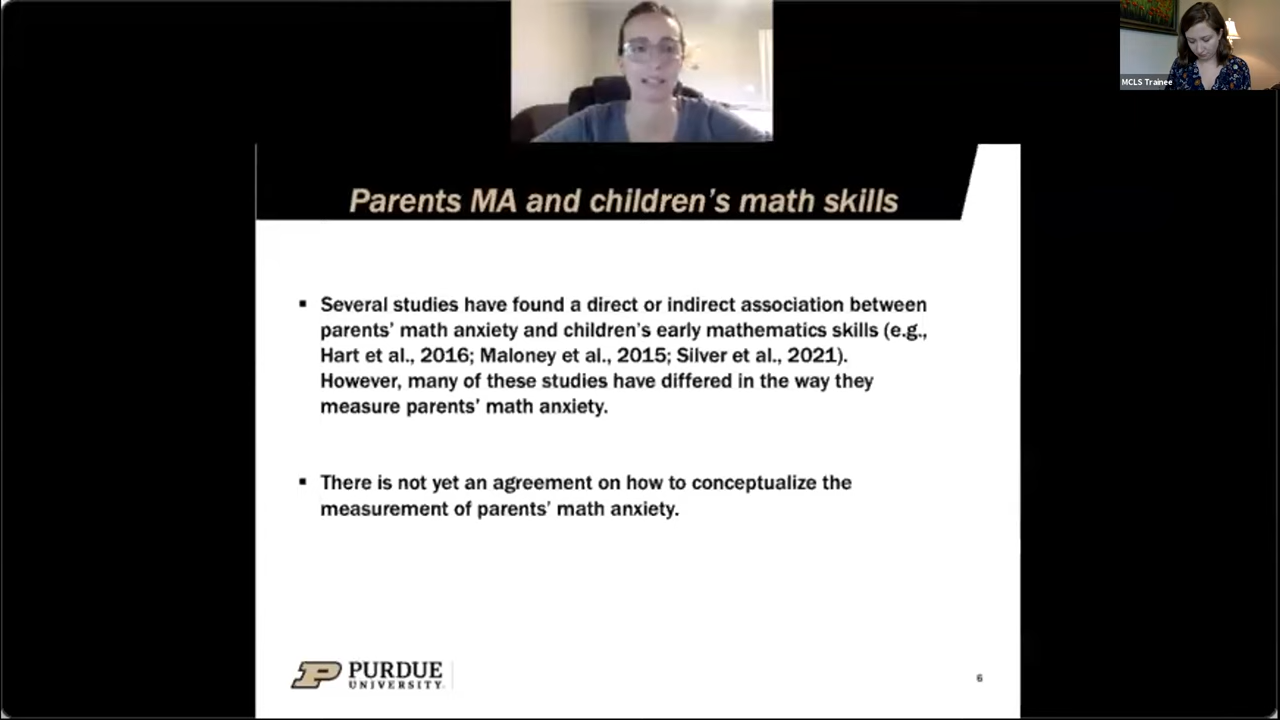 MCLS Trainee
Parents MA and children's math skills
▪ Several studies have found a direct or indirect association between
parents' math anxiety and children's early mathematics skills (e.g.,
Hart et al., 2016; Maloney et al., 2015; Silver et al., 2021).
However, many of these studies have differed in the way they
measure parents' math anxiety.
▪ There is not yet an agreement on how to conceptualize the
measurement of parents' math anxiety.
PURDUE
UNIVERSITY.
6